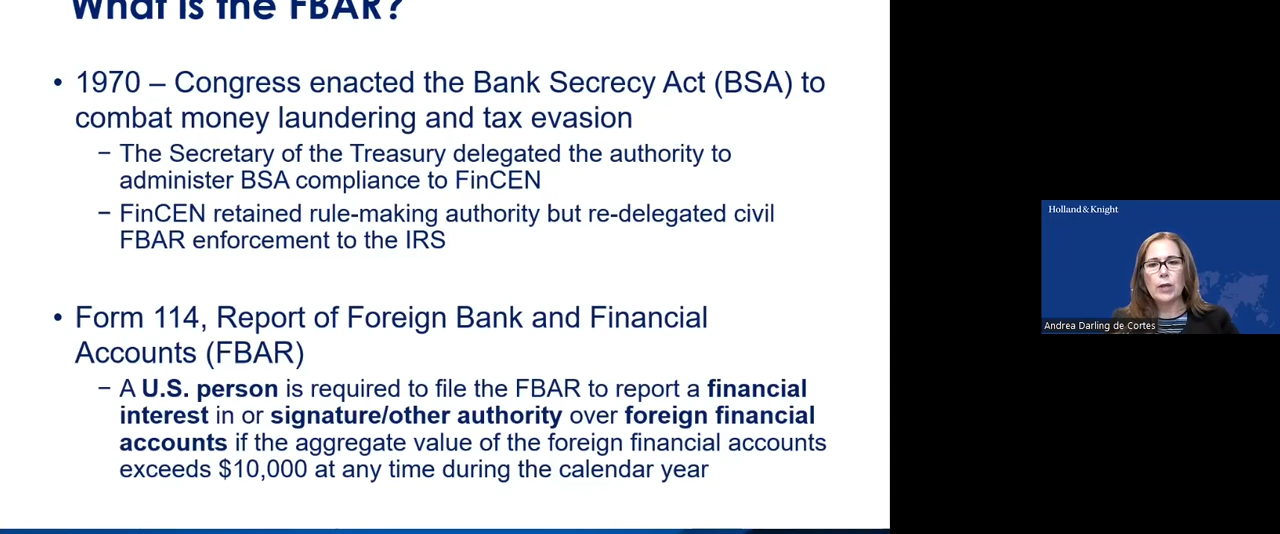 What is the FBAR?
• 1970 – Congress enacted the Bank Secrecy Act (BSA) to
combat money laundering and tax evasion
− The Secretary of the Treasury delegated the authority to
administer BSA compliance to FinCEN
− FinCEN retained rule-making authority but re-delegated civil
FBAR enforcement to the IRS
• Form 114, Report of Foreign Bank and Financial
Accounts (FBAR)
− A U.S. person is required to file the FBAR to report a financial
interest in or signature/other authority over foreign financial
accounts if the aggregate value of the foreign financial accounts
exceeds $10,000 at any time during the calendar year
Holland & Knight
Andrea Darling de Cortes